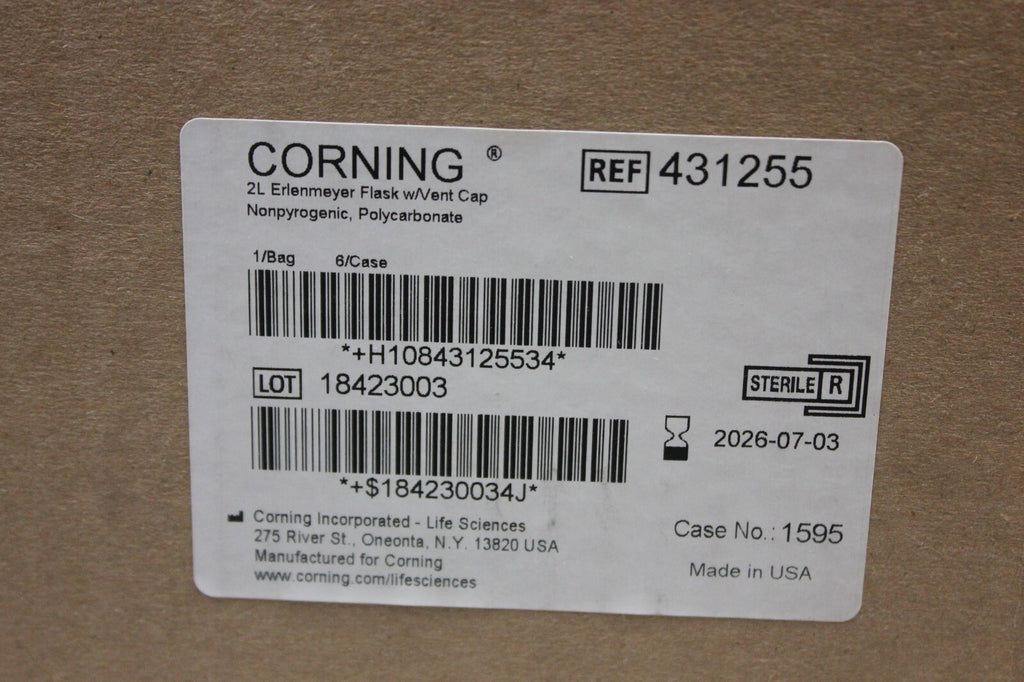 CORNING ®
REF 431255
2L Erlenmeyer Flask w/Vent Cap
Nonpyrogenic, Polycarbonate
1/Bag 6/Case
*+H10843125534*
LOT 18423003
STERILE R
2026-07-03
*+$184230034J*
Corning Incorporated - Life Sciences
275 River St., Oneonta, N.Y. 13820 USA
Manufactured for Corning
www.corning.com/lifesciences
Case No.: 1595
Made in USA